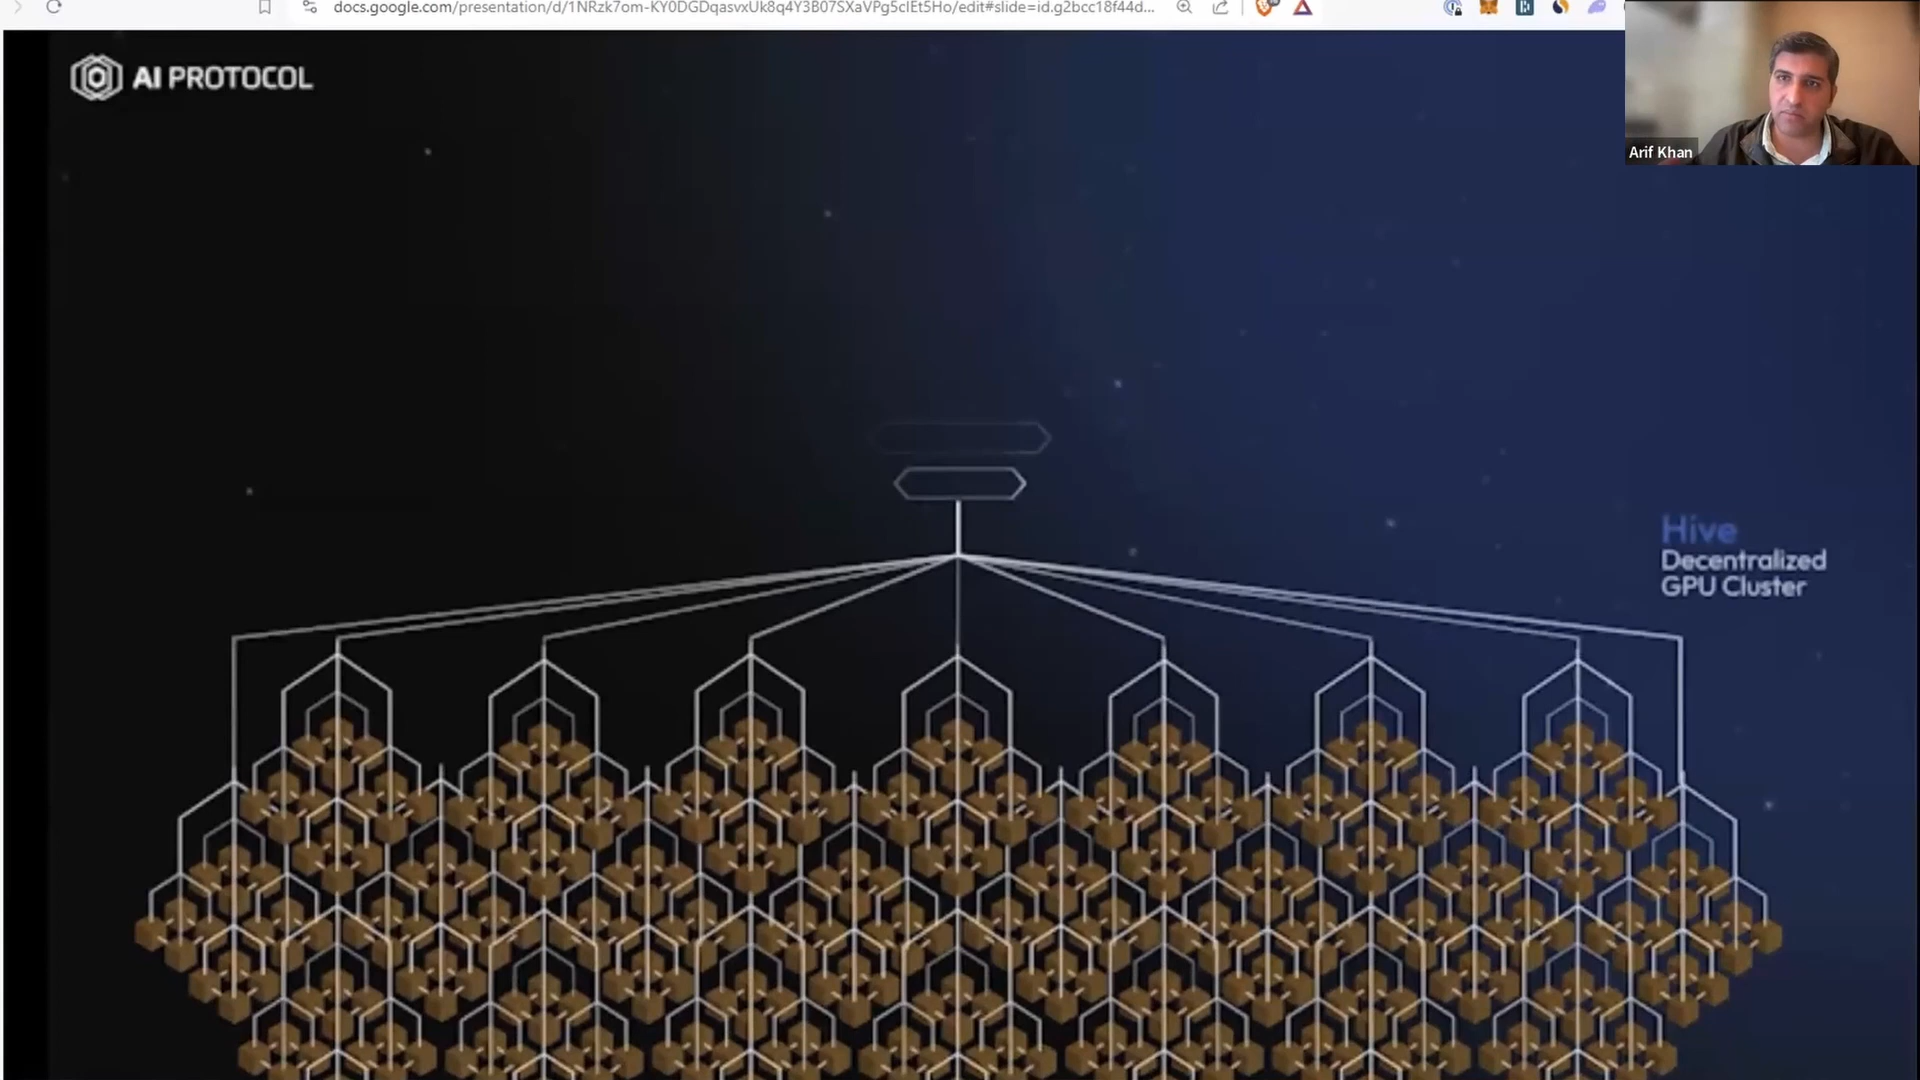 docs.google.com/presentation/d/1NRzk7om-KY0DGDqasvxUk8q4Y3B07SXaVPg5clEt5Ho/edit#slide=id.g2bcc18f44d...
AI PROTOCOL
Arif Khan
Hive
Decentralized
GPU Cluster